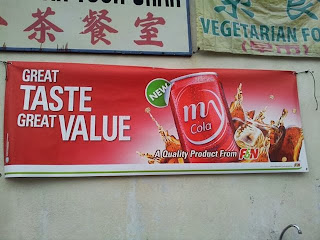 茶餐室
VEGETARIAN FO
GREAT
TASTE
GREAT VALUE
NEW
my
Cola
A Quality Product From F&N